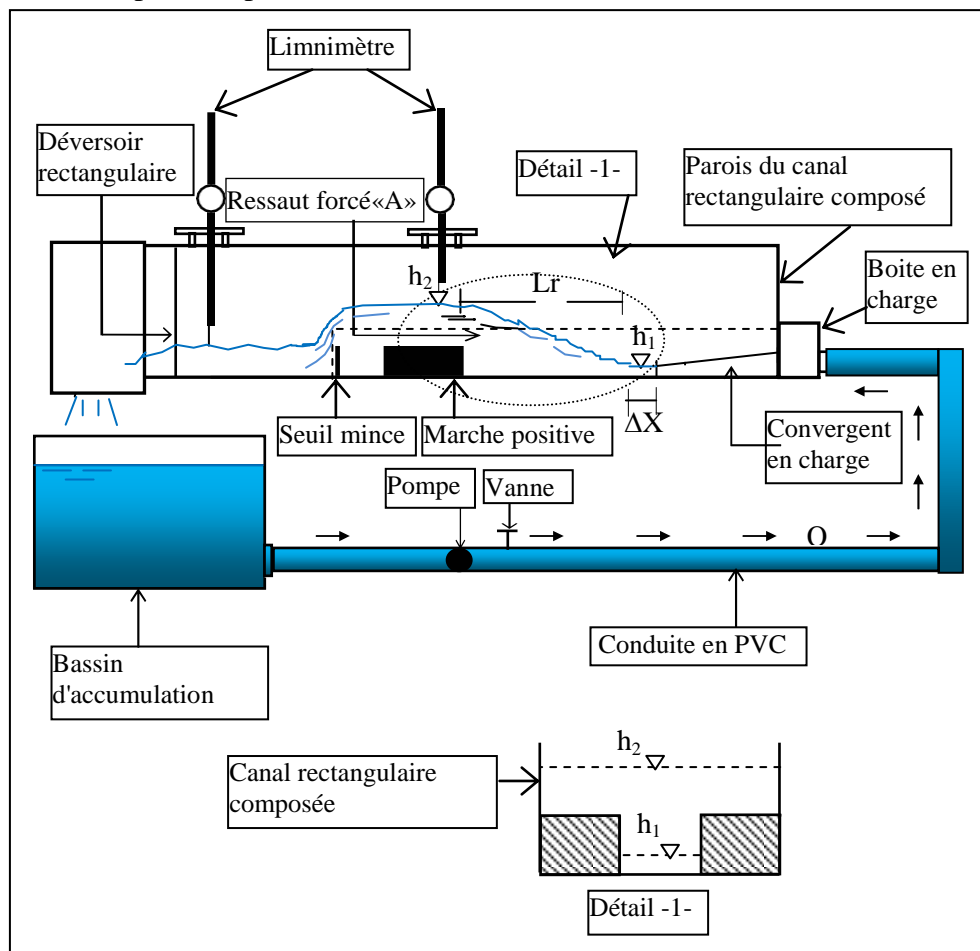 Limnimètre
Déversoir
rectangulaire
Ressaut forcé«A»
Détail -1-
Parois du canal
rectangulaire composé
Boite en
charge
h2
Lr
h1
Seuil mince
Marche positive
ΔX
Convergent
en charge
Pompe
Vanne
Q
Conduite en PVC
Bassin
d'accumulation
Canal rectangulaire
composée
h2
h1
Détail -1-